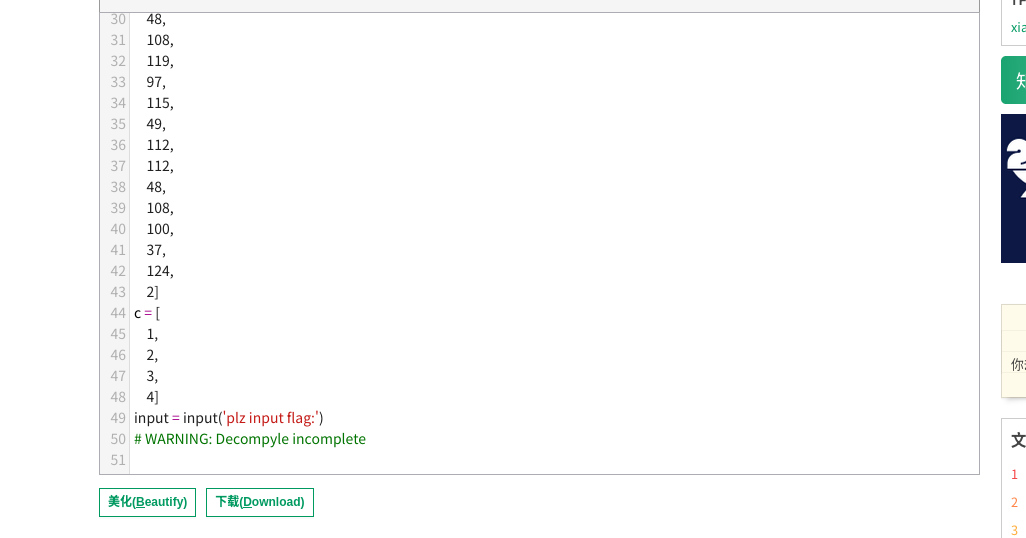 30 48,
31 108,
32 119,
33 97,
34 115,
35 49,
36 112,
37 112,
38 48,
39 108,
40 100,
41 37,
42 124,
43 2]
44 c = [
45 1,
46 2,
47 3,
48 4]
49 input = input('plz input flag:')
50 # WARNING: Decompyle incomplete
51
美化(Beautify) 下载(Download)
xia
知
你
文
1
2
3